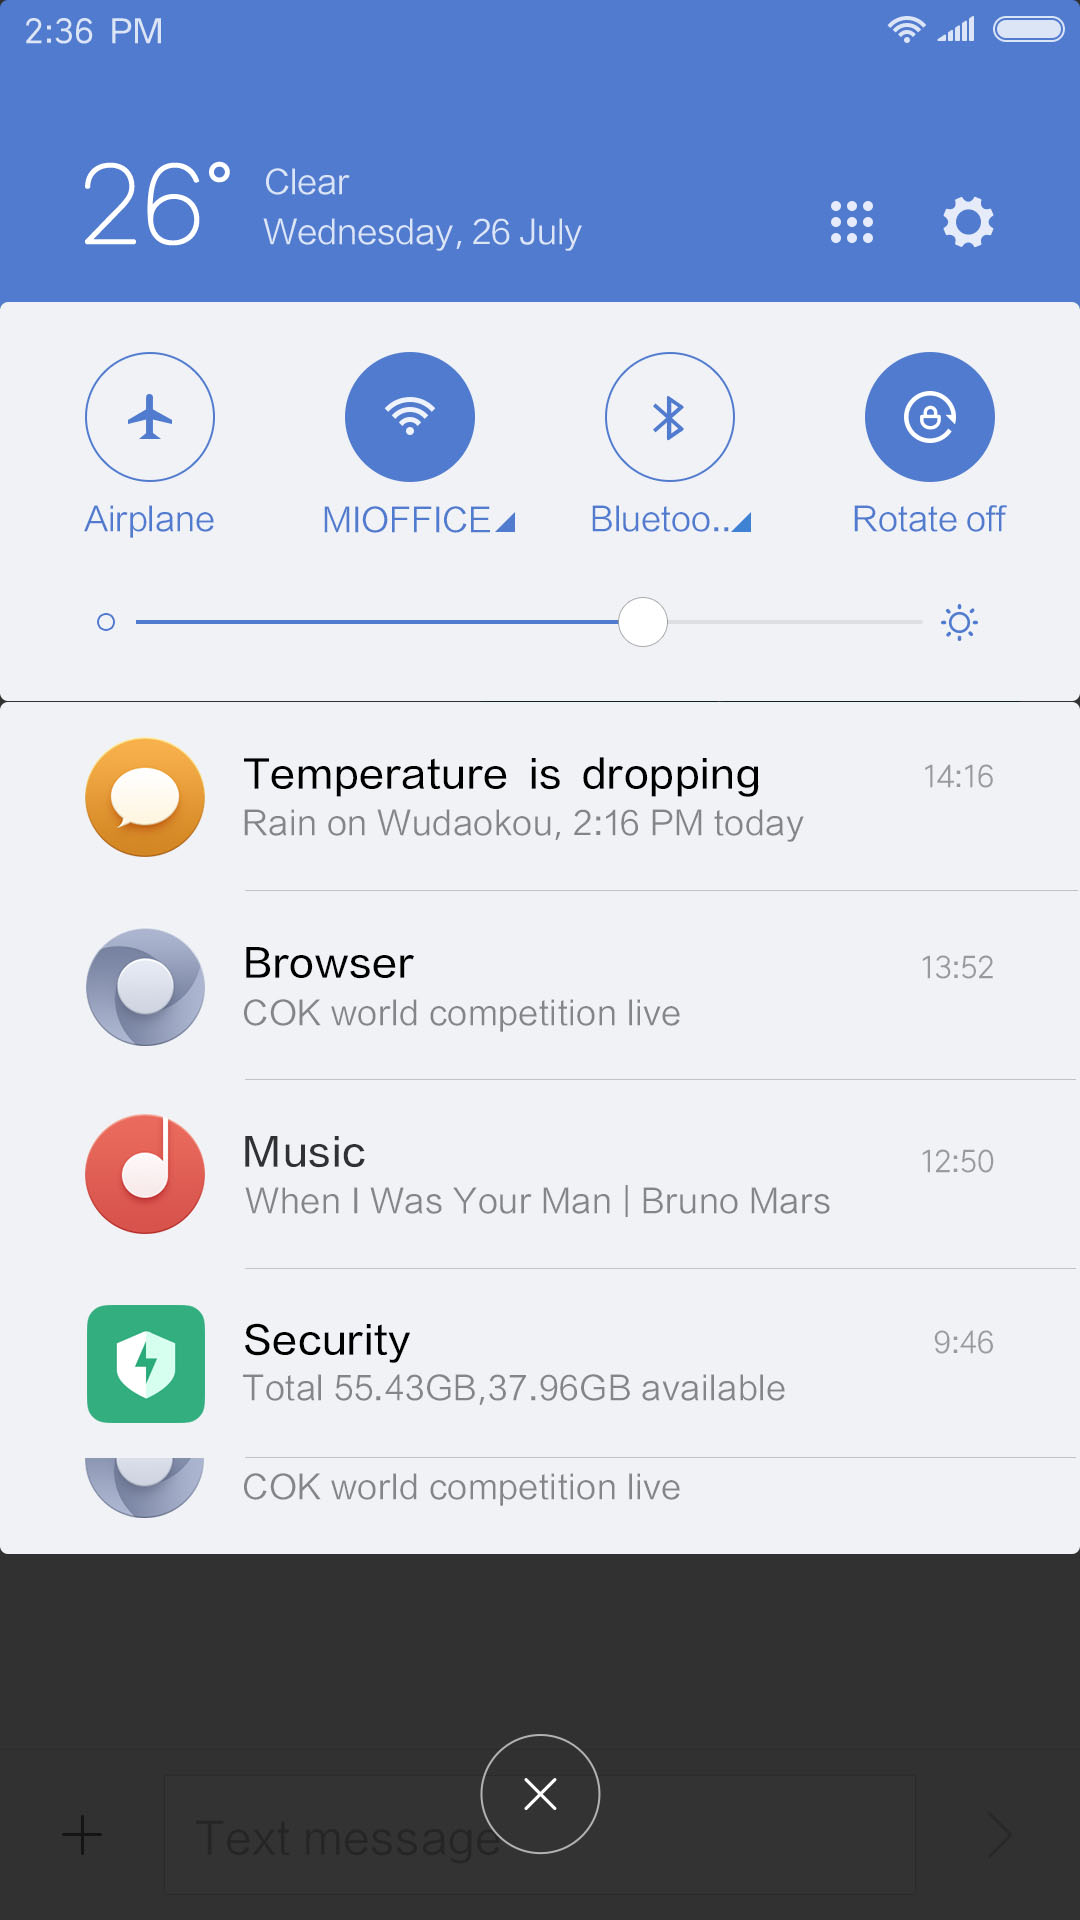 2:36 PM
26°
Clear
Wednesday, 26 July
Airplane
MIOFFICE
Bluetoo..
Rotate off
Temperature is dropping
14:16
Rain on Wudaokou, 2:16 PM today
Browser
13:52
COK world competition live
Music
12:50
When I Was Your Man | Bruno Mars
Security
9:46
Total 55.43GB,37.96GB available
COK world competition live
Text message